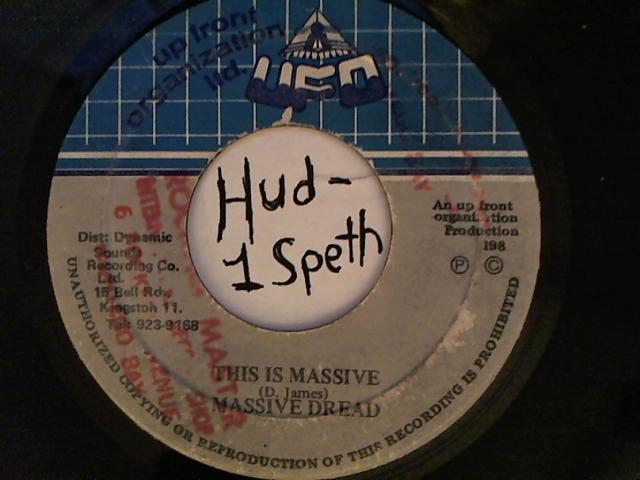 up front
organization
ltd.
UFO
Hud-
1 Speth
An up front
organi  tion
Production
198
Ⓟ ©
Dist: Dynamic
Sounds
Recording Co.
Ltd.
15 Bell Rd.,
Kingston 11.
Tel: 923-9168
THIS IS MASSIVE
(D. James)
MASSIVE DREAD
UNAUTHORIZED COPYING OR REPRODUCTION OF THIS RECORDING IS PROHIBITED